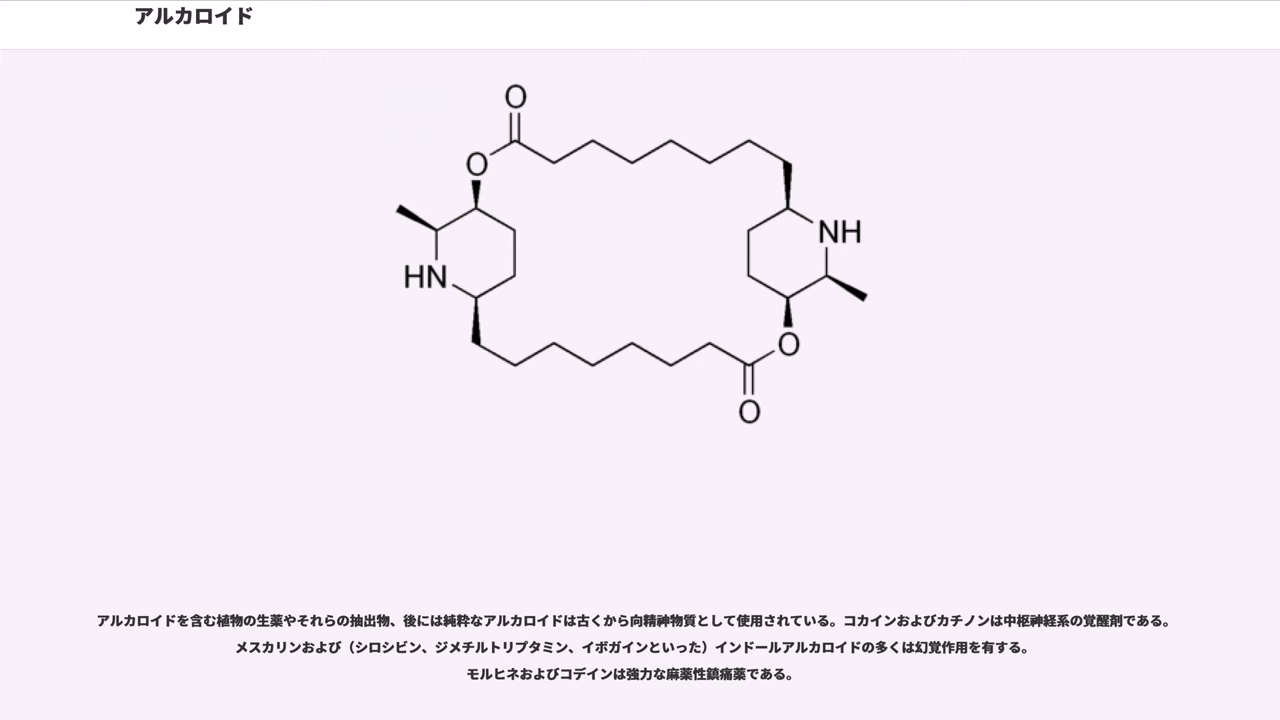 アルカロイド
O
O
NH
HN
O
O
アルカロイドを含む植物の生薬やそれらの抽出物、後には純粋なアルカロイドは古くから向精神物質として使用されている。コカインおよびカチノンは中枢神経系の覚醒剤である。
メスカリンおよび（シロシビン、ジメチルトリプタミン、イボガインといった）インドールアルカロイドの多くは幻覚作用を有する。
モルヒネおよびコデインは強力な麻薬性鎮痛薬である。